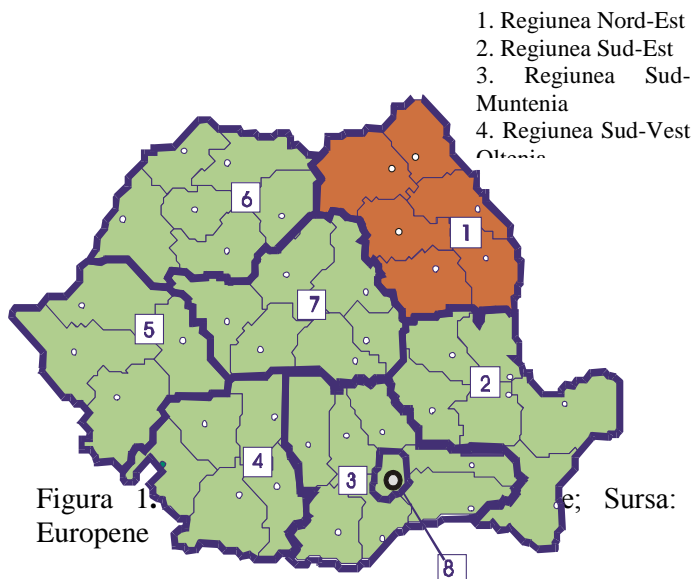 1. Regiunea Nord-Est
2. Regiunea Sud-Est
3. Regiunea Sud-
Muntenia
4. Regiunea Sud-Vest
Oltenia
6
1
7
5
2
4
3
Figura 1. e; Sursa:
Europene
8